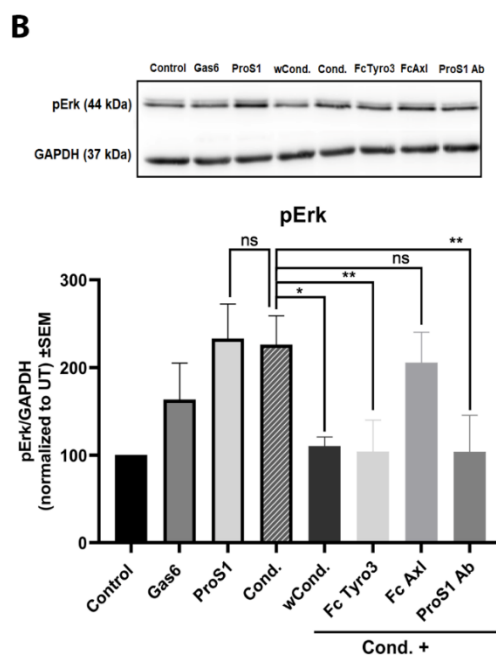 B
Control Gas6 ProS1 wCond. Cond. FcTyro3 FcAxl ProS1 Ab
pErk (44 kDa)
GAPDH (37 kDa)
pErk
ns
**
ns
**
*
pErk/GAPDH
(normalized to UT) ±SEM
300
200
100
0
Control
Gas6
ProS1
Cond.
wCond.
Fc Tyro3
Fc Axl
ProS1 Ab
Cond. +